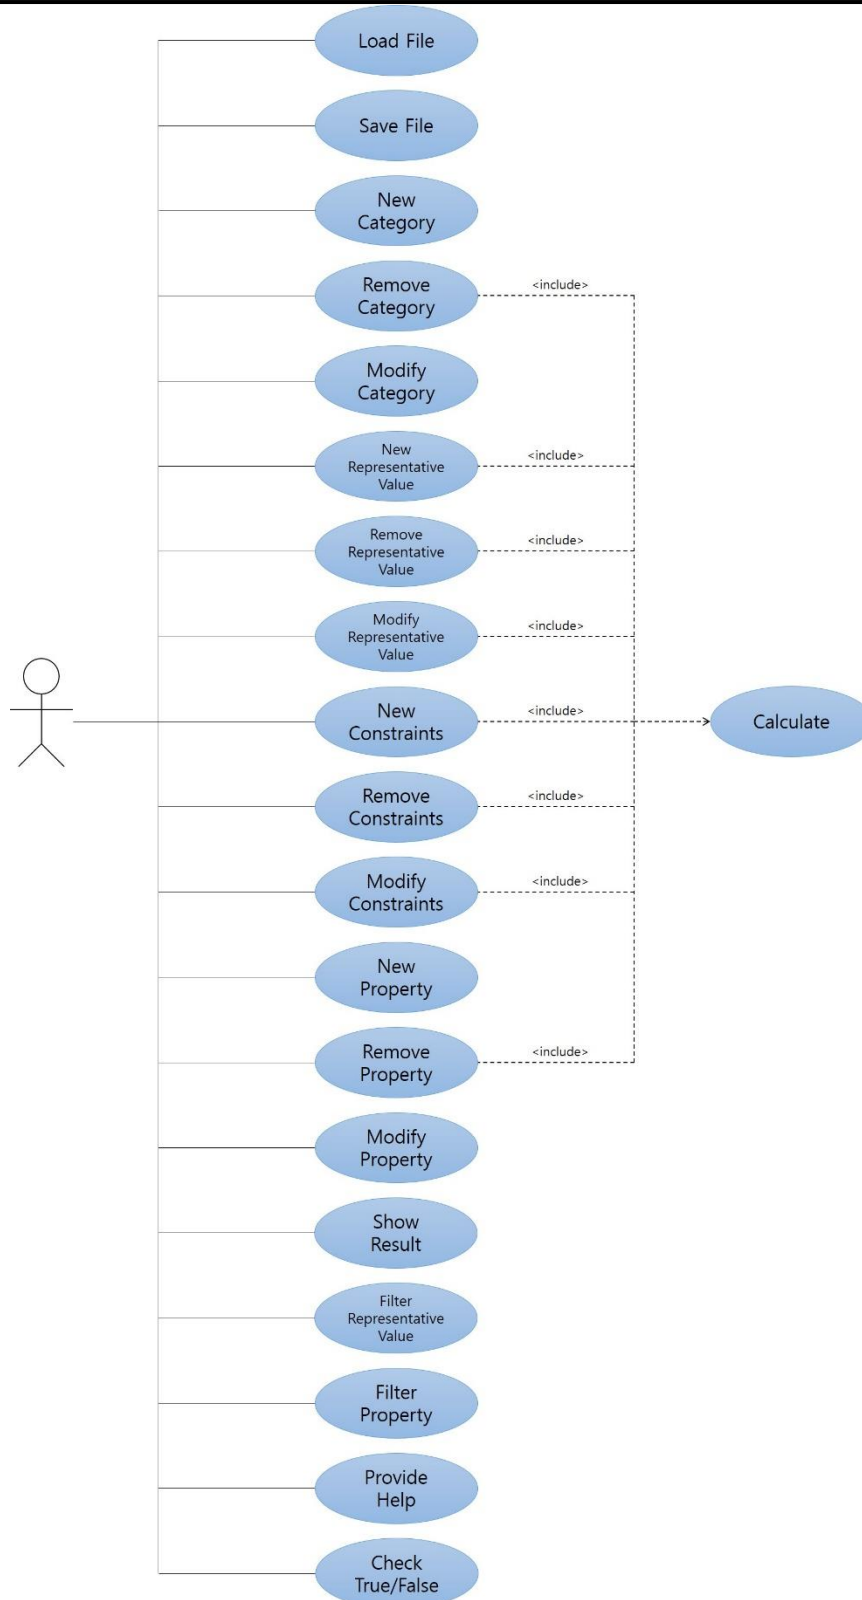 Load File
Save File
New
Category
Remove
Category
<include>
Modify
Category
New
Representative
Value
<include>
Remove
Representative
Value
<include>
Modify
Representative
Value
<include>
New
Constraints
<include>
Calculate
Remove
Constraints
<include>
Modify
Constraints
<include>
New
Property
Remove
Property
<include>
Modify
Property
Show
Result
Filter
Representative
Value
Filter
Property
Provide
Help
Check
True/False